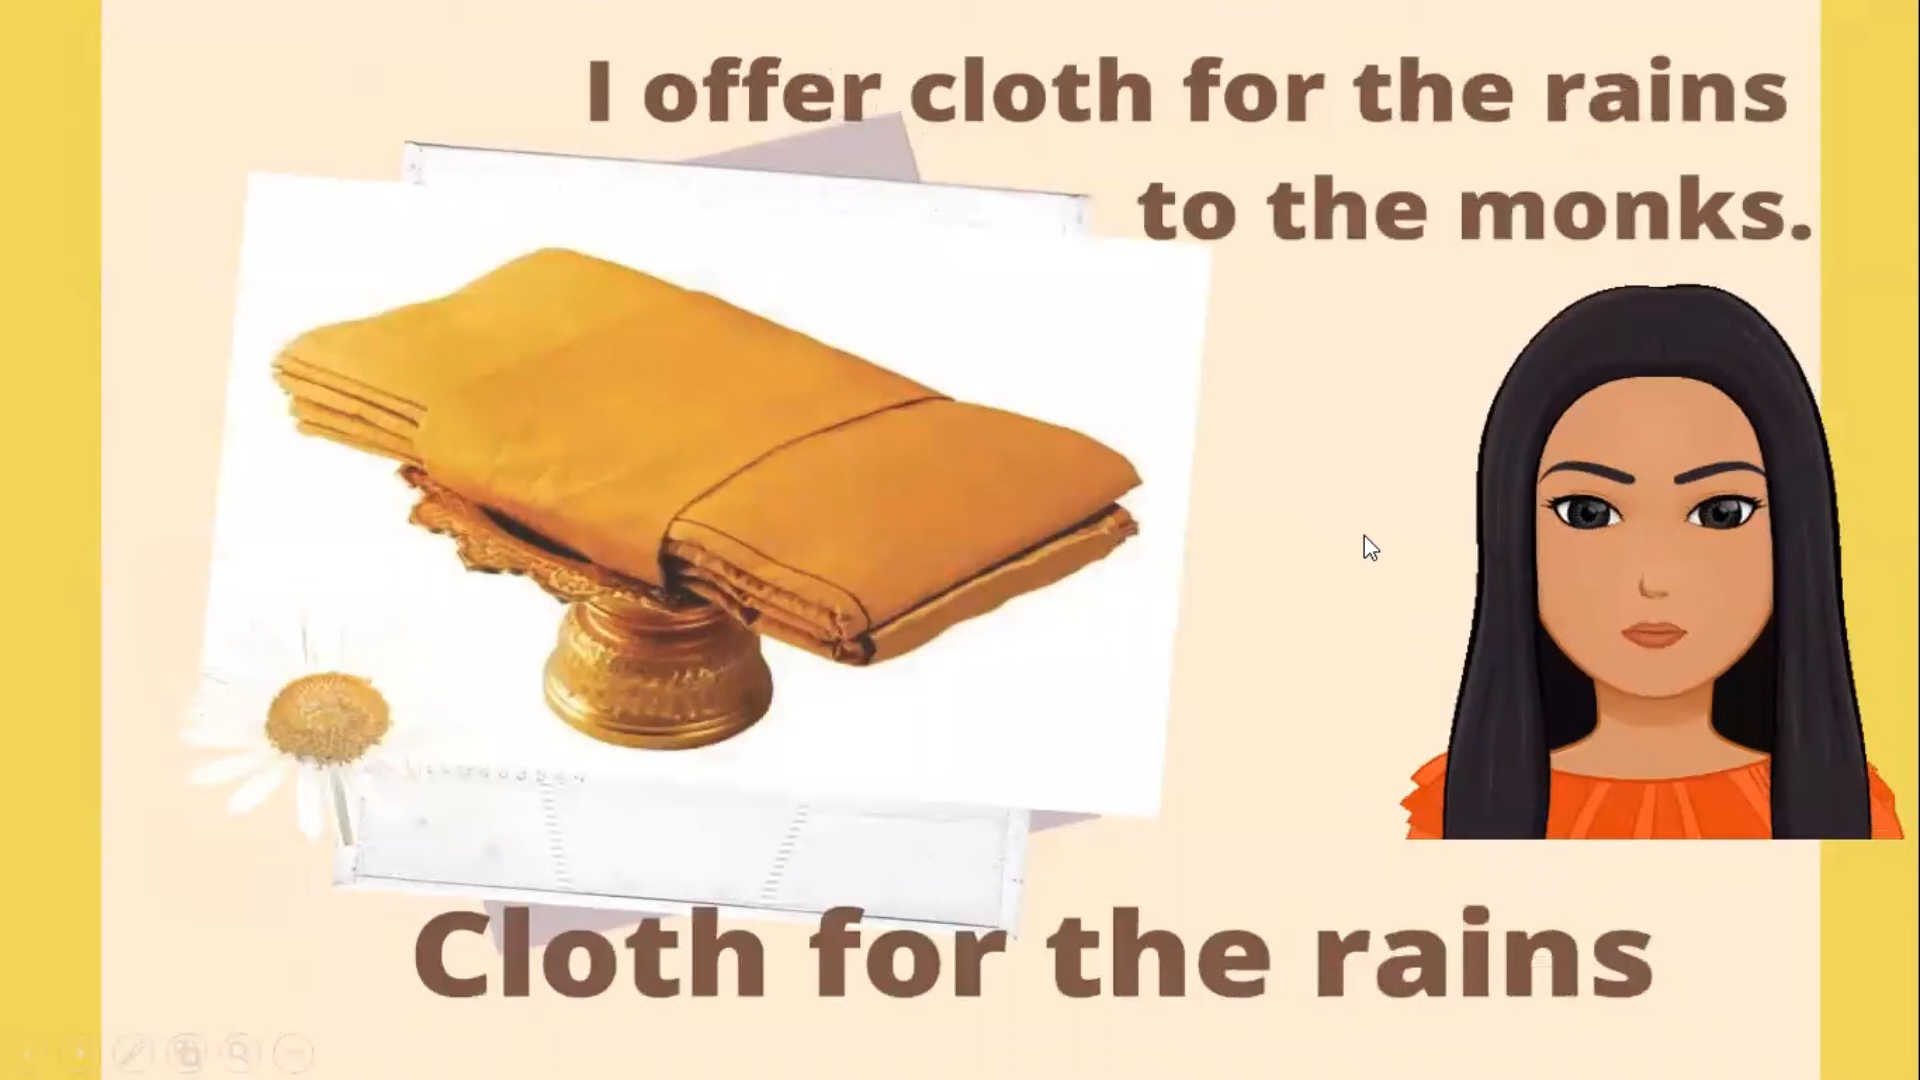 I offer cloth for the rains
to the monks.
Cloth for the rains